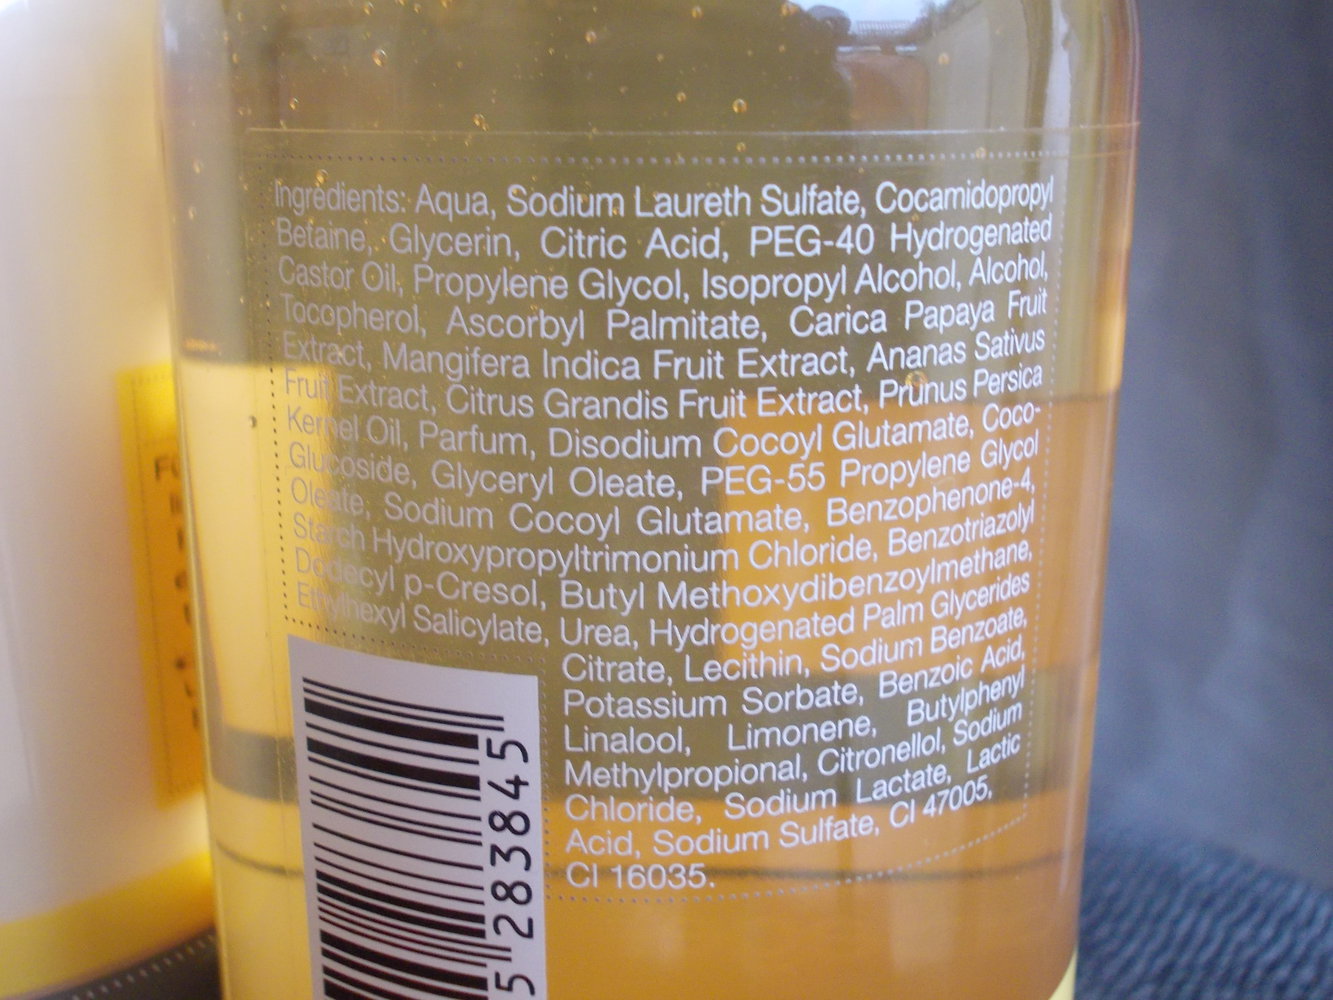 Ingredients: Aqua, Sodium Laureth Sulfate, Cocamidopropyl
Betaine, Glycerin, Citric Acid, PEG-40 Hydrogenated
Castor Oil, Propylene Glycol, Isopropyl Alcohol, Alcohol,
Tocopherol, Ascorbyl Palmitate, Carica Papaya Fruit
Extract, Mangifera Indica Fruit Extract, Ananas Sativus
Fruit Extract, Citrus Grandis Fruit Extract, Prunus Persica
Kernel Oil, Parfum, Disodium Cocoyl Glutamate, Coco-
Glucoside, Glyceryl Oleate, PEG-55 Propylene Glycol
Oleate, Sodium Cocoyl Glutamate, Benzophenone-4,
Starch Hydroxypropyltrimonium Chloride, Benzotriazolyl
Dodecyl p-Cresol, Butyl Methoxydibenzoylmethane,
Ethylhexyl Salicylate, Urea, Hydrogenated Palm Glycerides
Citrate, Lecithin, Sodium Benzoate,
Potassium Sorbate, Benzoic Acid,
Linalool, Limonene, Butylphenyl
Methylpropional, Citronellol, Sodium
Chloride, Sodium Lactate, Lactic
Acid, Sodium Sulfate, CI 47005,
CI 16035.
5 283845